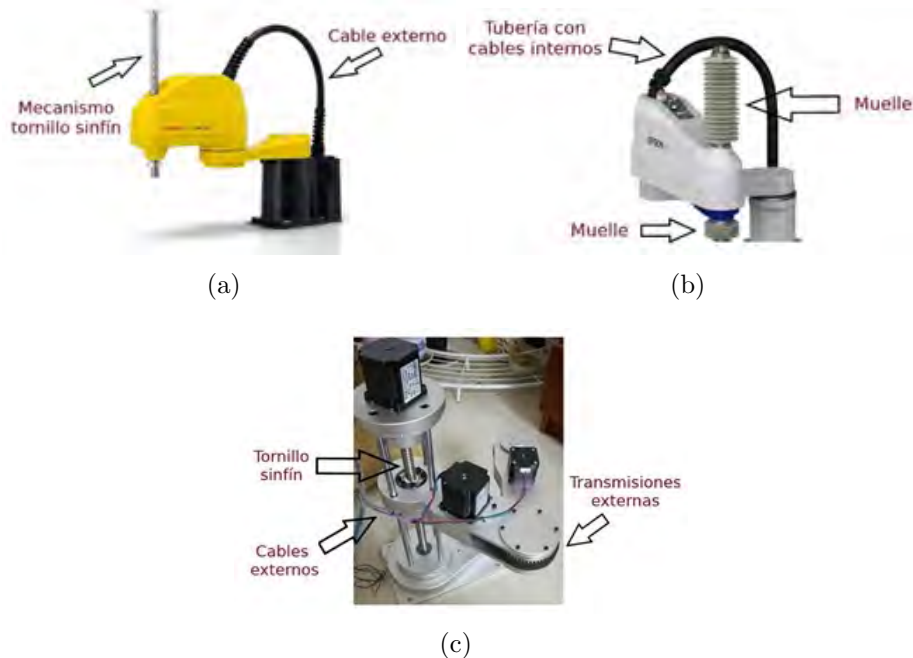 Cable externo
Mecanismo
tornillo sinfín
(a)
Tubería con
cables internos
Muelle
Muelle
(b)
Tornillo
sinfín
Cables
externos
Transmisiones
externas
(c)